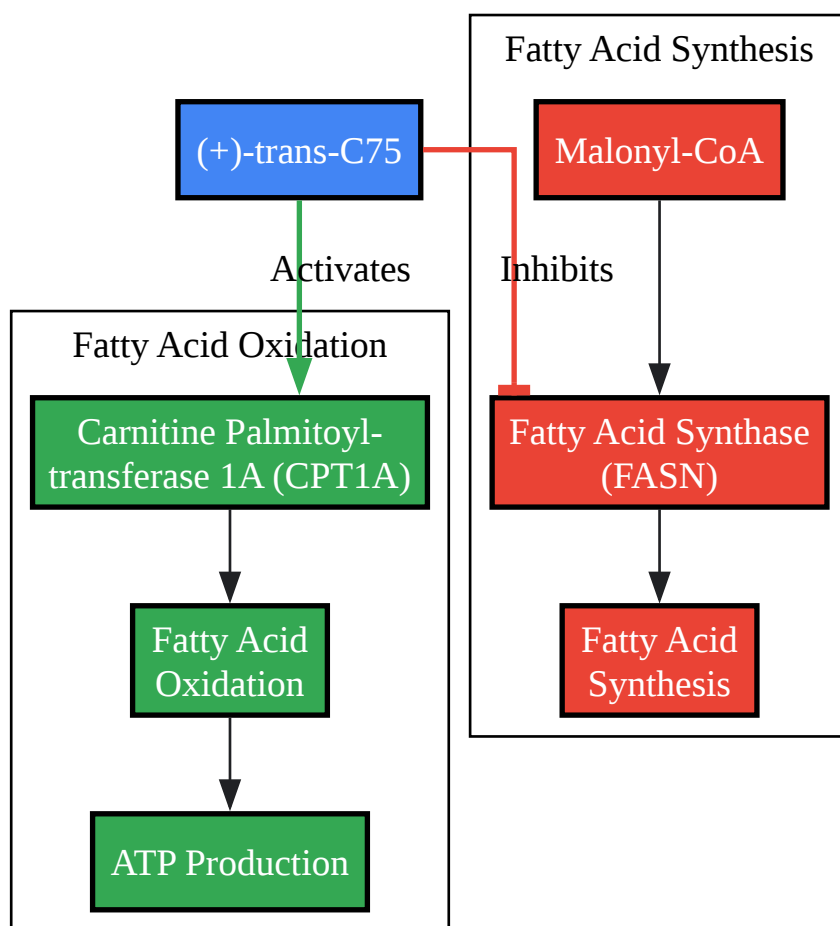 Fatty Acid Synthesis
(+)-trans-C75
Malonyl-CoA
Activates
Inhibits
Fatty Acid Oxidation
Carnitine Palmitoyl-
transferase 1A (CPT1A)
Fatty Acid Synthase
(FASN)
Fatty Acid
Oxidation
Fatty Acid
Synthesis
ATP Production